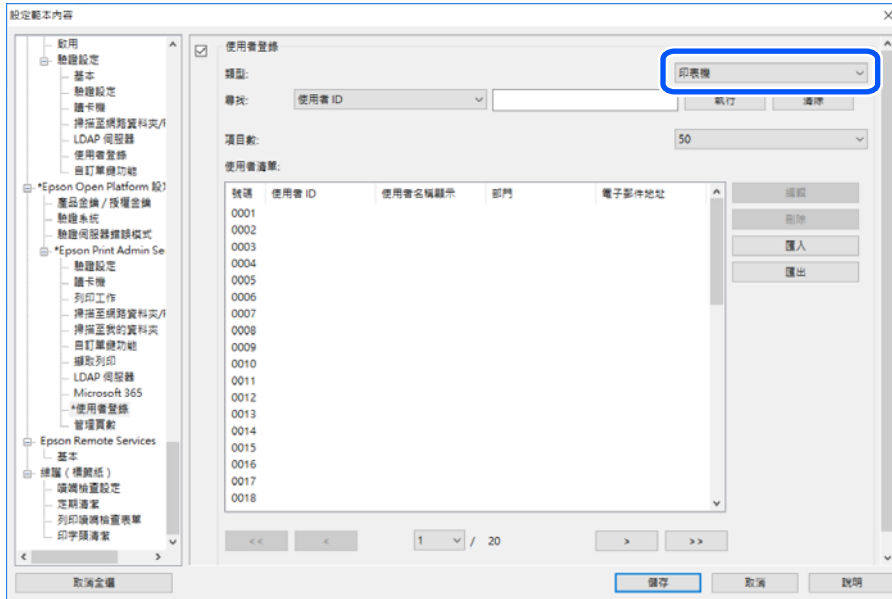 設定範本內容
啟用
驗證設定
基本
驗證設定
讀卡機
掃描至網路資料夾/F
LDAP 伺服器
使用者登錄
自訂單鍵功能
*Epson Open Platform 設定
產品金鑰 / 授權金鑰
驗證系統
驗證伺服器錯誤模式
*Epson Print Admin Se
驗證設定
讀卡機
列印工作
掃描至網路資料夾/F
掃描至我的資料夾
自訂單鍵功能
擷取列印
LDAP 伺服器
Microsoft 365
*使用者登錄
管理頁數
Epson Remote Services
基本
維護 ( 標籤紙 )
噴嘴檢查設定
定期清潔
列印噴嘴檢查表單
印字頭清潔
取消全選
使用者登錄
類型:
印表機
尋找:
使用者 ID
執行
清除
項目數:
50
使用者清單:
號碼 使用者 ID 使用者名稱顯示 部門 電子郵件地址
0001
0002
0003
0004
0005
0006
0007
0008
0009
0010
0011
0012
0013
0014
0015
0016
0017
0018
編輯
刪除
匯入
匯出
<< < 1 / 20 > >>
儲存 取消 說明